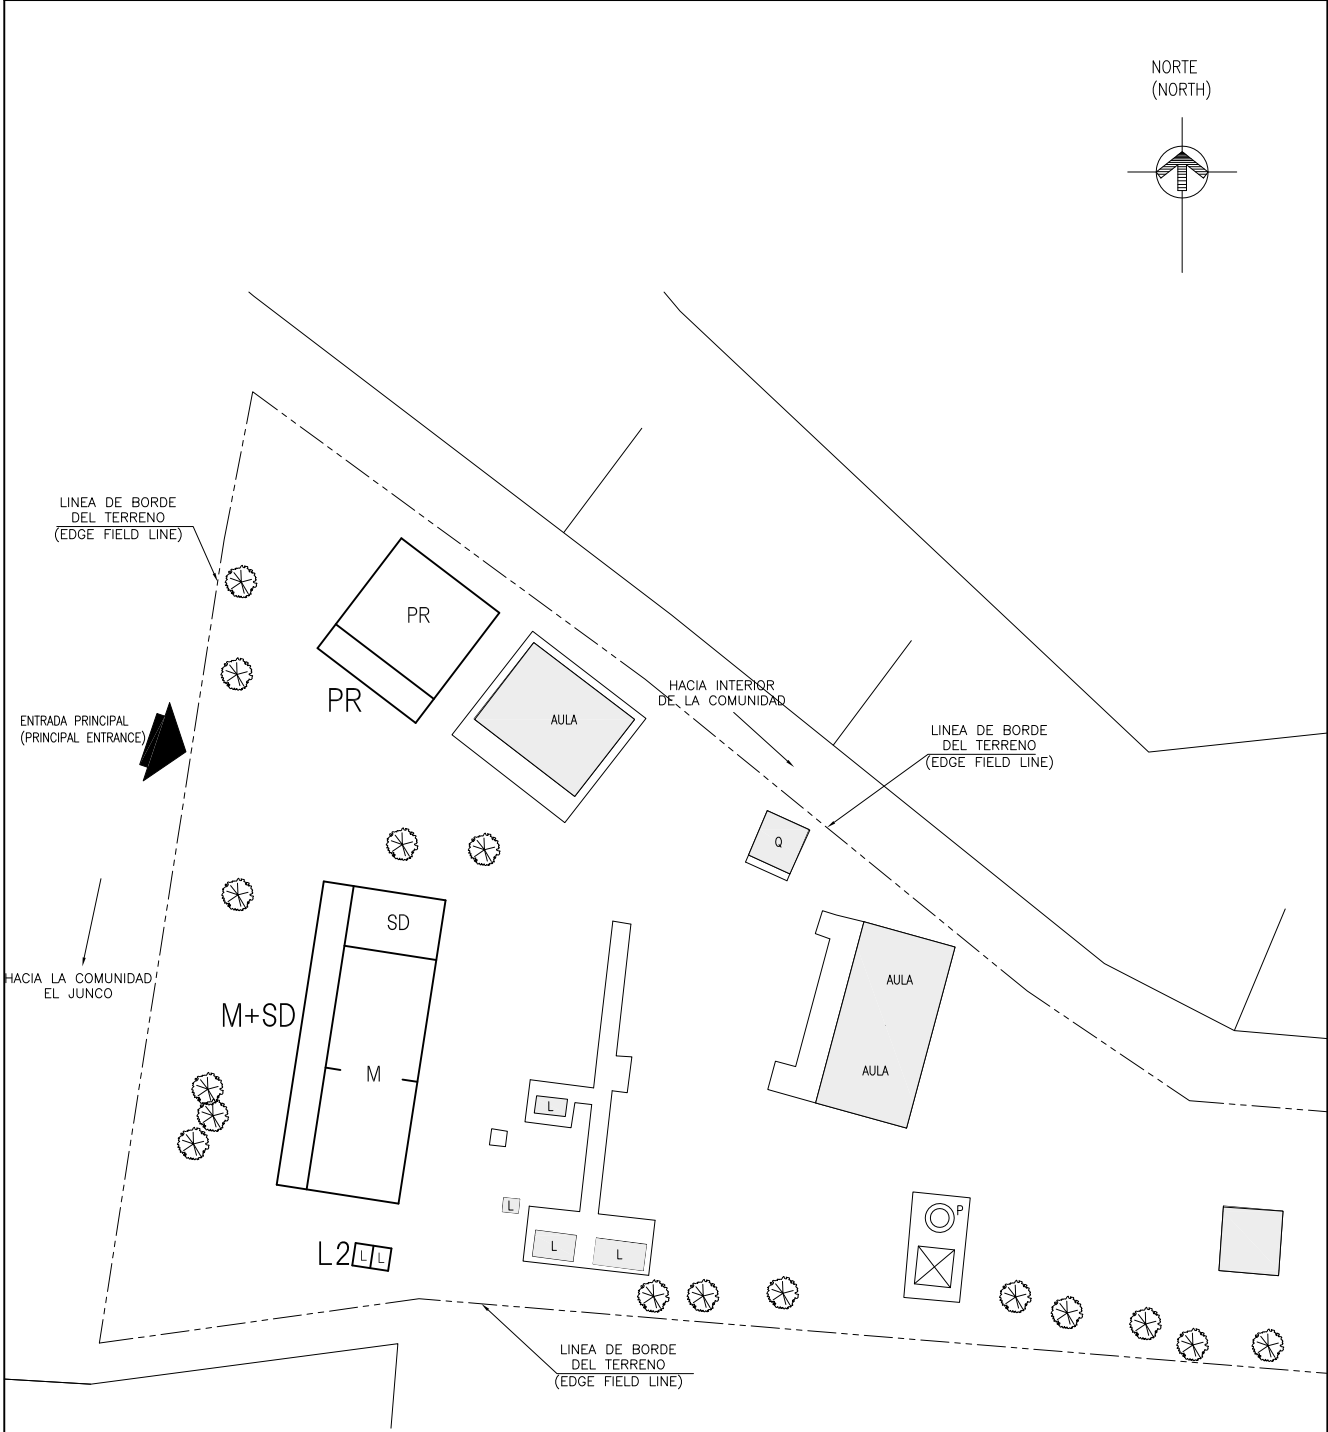 NORTE
(NORTH)
LINEA DE BORDE
DEL TERRENO
(EDGE FIELD LINE)
PR
PR
AULA
HACIA INTERIOR
DE LA COMUNIDAD
ENTRADA PRINCIPAL
(PRINCIPAL ENTRANCE)
LINEA DE BORDE
DEL TERRENO
(EDGE FIELD LINE)
Q
SD
HACIA LA COMUNIDAD
EL JUNCO
M+SD
M
AULA
AULA
L
L
P
L2
L
L
L
L
LINEA DE BORDE
DEL TERRENO
(EDGE FIELD LINE)